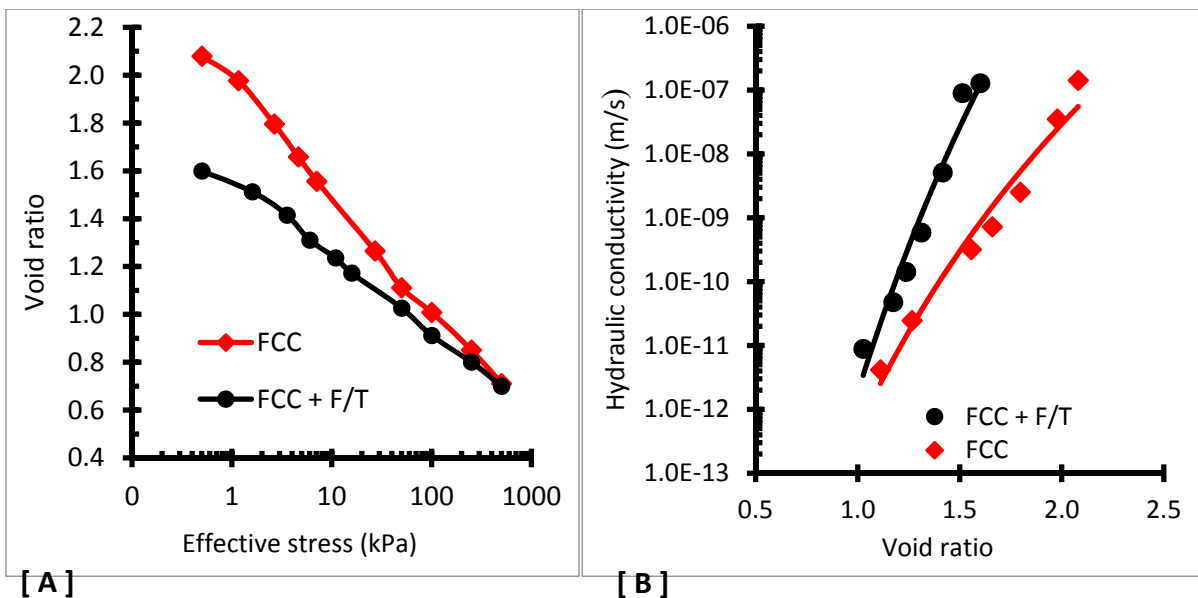 2.2
2.0
1.8
1.6
1.4
1.2
1.0
0.8
0.6
0.4
Void ratio
FCC
FCC + F/T
0 1 10 100 1000
Effective stress (kPa)
[ A ]
1.0E-06
1.0E-07
1.0E-08
1.0E-09
1.0E-10
1.0E-11
1.0E-12
1.0E-13
Hydraulic conductivity (m/s)
FCC + F/T
FCC
0.5 1.0 1.5 2.0 2.5
Void ratio
[ B ]